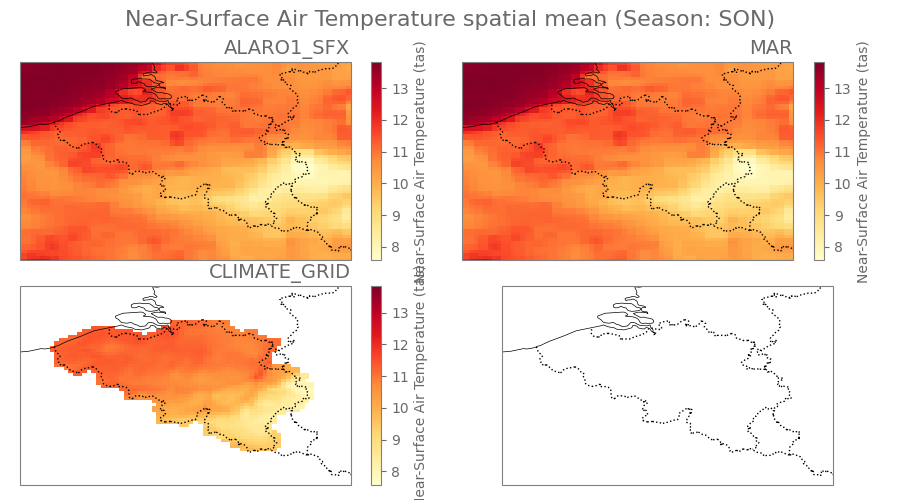 Near-Surface Air Temperature spatial mean (Season: SON)
ALARO1_SFX
13
12
11
10
9
8
Near-Surface Air Temperature (tas)
MAR
13
12
11
10
9
8
Near-Surface Air Temperature (tas)
CLIMATE_GRID
13
12
11
10
9
8
Near-Surface Air Temperature (tas)